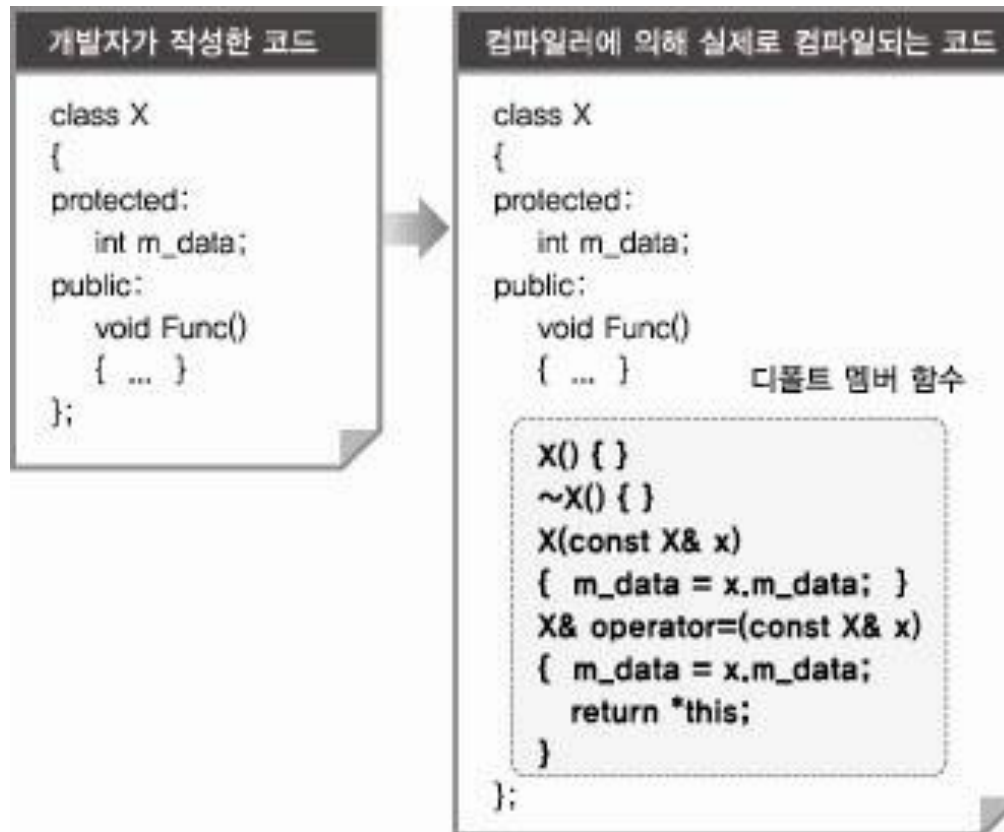 개발자가 작성한 코드
class X
{
protected:
int m_data;
public:
void Func()
{ ... }
};
컴파일러에 의해 실제로 컴파일되는 코드
class X
{
protected:
int m_data;
public:
void Func()
{ ... }
디폴트 멤버 함수
X() { }
~X() { }
X(const X& x)
{ m_data = x.m_data; }
X& operator=(const X& x)
{ m_data = x.m_data;
return *this;
}
};